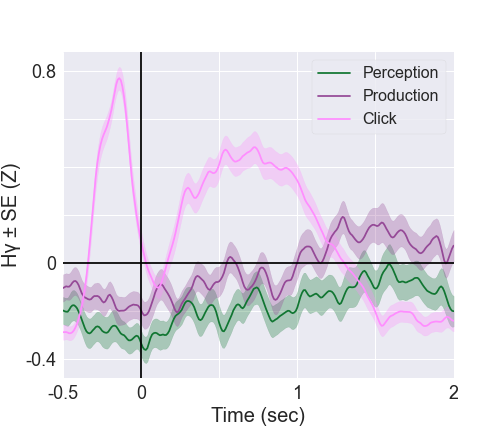 Perception
Production
Click
0.8
0
-0.4
Hγ ± SE (Z)
-0.5
0
1
2
Time (sec)